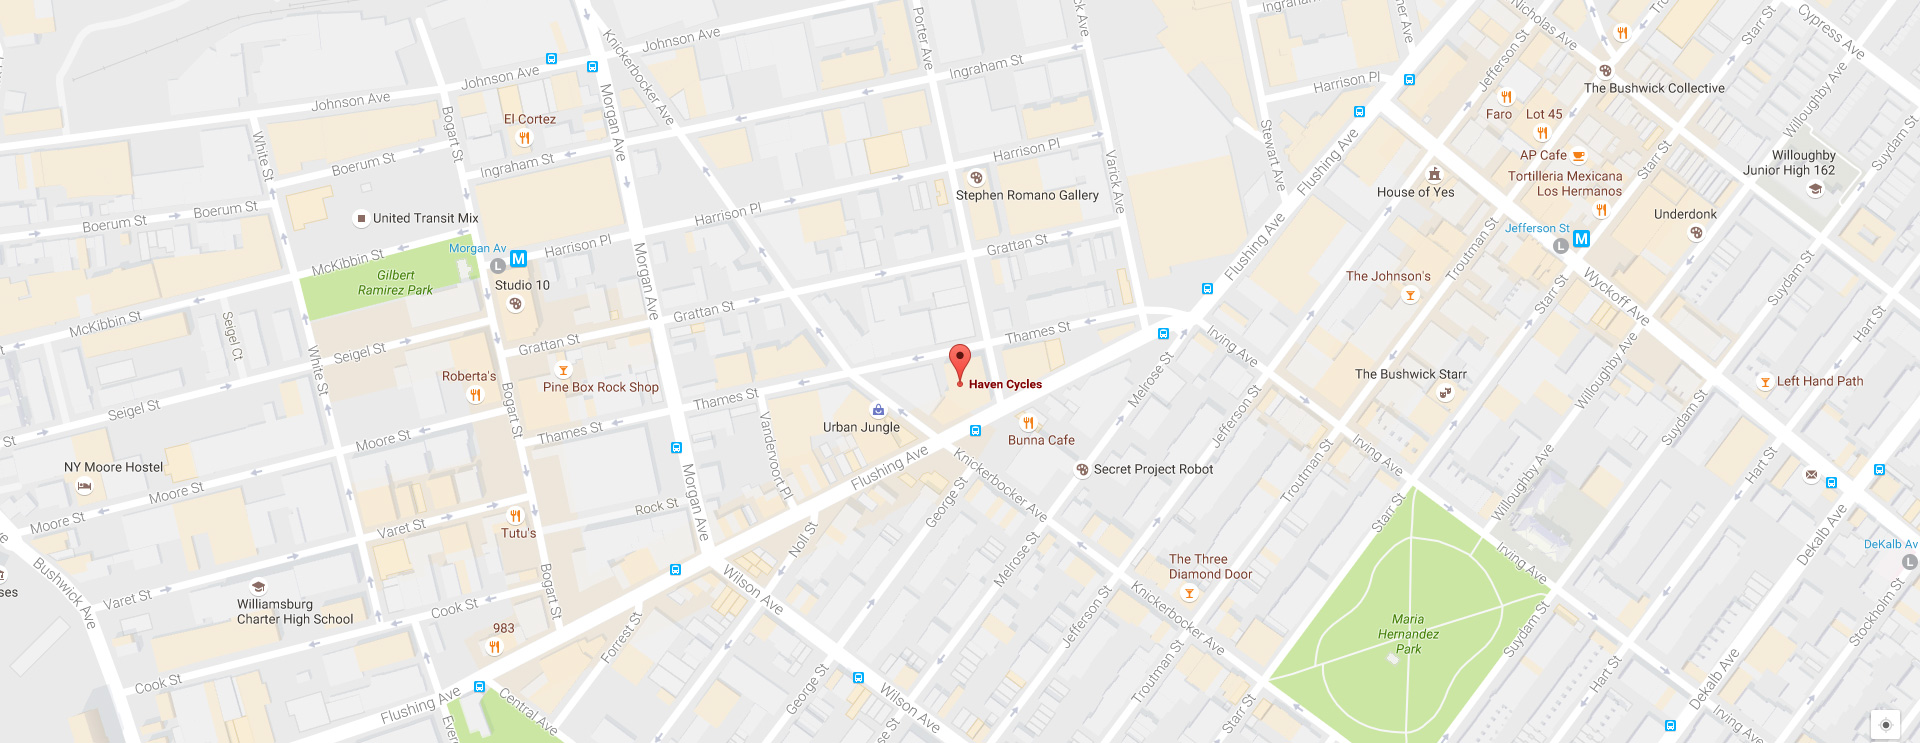 Johnson Ave
Johnson Ave
Johnson Ave
Knickerbocker Ave
Porter Ave
Ingraham St
Harrison Pl
Nicholas Ave
Jefferson St
Starr St
Cypress Ave
The Bushwick Collective
Willoughby Ave
Faro
Lot 45
El Cortez
Morgan Ave
Bogart St
White St
Boerum St
Ingraham St
Harrison Pl
Varick Ave
Stewart Ave
Flushing Ave
AP Cafe
Starr St
Willoughby
Junior High 162
Suydam St
Tortilleria Mexicana
Los Hermanos
House of Yes
Stephen Romano Gallery
Boerum St
Boerum St
United Transit Mix
Harrison Pl
Underdonk
Jefferson St
M
L
Morgan Av
M
L
Harrison Pl
Grattan St
Flushing Ave
Troutman St
McKibbin St
Gilbert
Ramirez Park
Studio 10
Morgan Ave
The Johnson's
Starr St
Wyckoff Ave
Suydam St
McKibbin St
Seigel Ct
Grattan St
Grattan St
Thames St
Irving Ave
Hart St
Seigel St
White St
Roberta's
Pine Box Rock Shop
Haven Cycles
Melrose St
The Bushwick Starr
Willoughby Ave
Left Hand Path
Seigel St
Bogart St
Thames St
Thames St
Moore St
Vandervoort Pl
Urban Jungle
Bunna Cafe
Jefferson St
Suydam St
NY Moore Hostel
Moore St
Moore St
Morgan Ave
Flushing Ave
Knickerbocker Ave
Secret Project Robot
Troutman St
Irving Ave
Hart St
Willoughby Ave
Varet St
Tutu's
Rock St
George St
Noll St
Starr St
Dekalb Ave
DeKalb Av
L
Bushwick Ave
Varet St
Williamsburg
Charter High School
Cook St
Bogart St
Wilson Ave
Melrose St
The Three
Diamond Door
Knickerbocker Ave
Irving Ave
Suydam St
Stockholm St
983
Forrest St
Jefferson St
Maria
Hernandez
Park
Cook St
Flushing Ave
Central Ave
George St
Wilson Ave
Troutman St
Starr St
Hart St
Dekalb Ave
Irving Ave